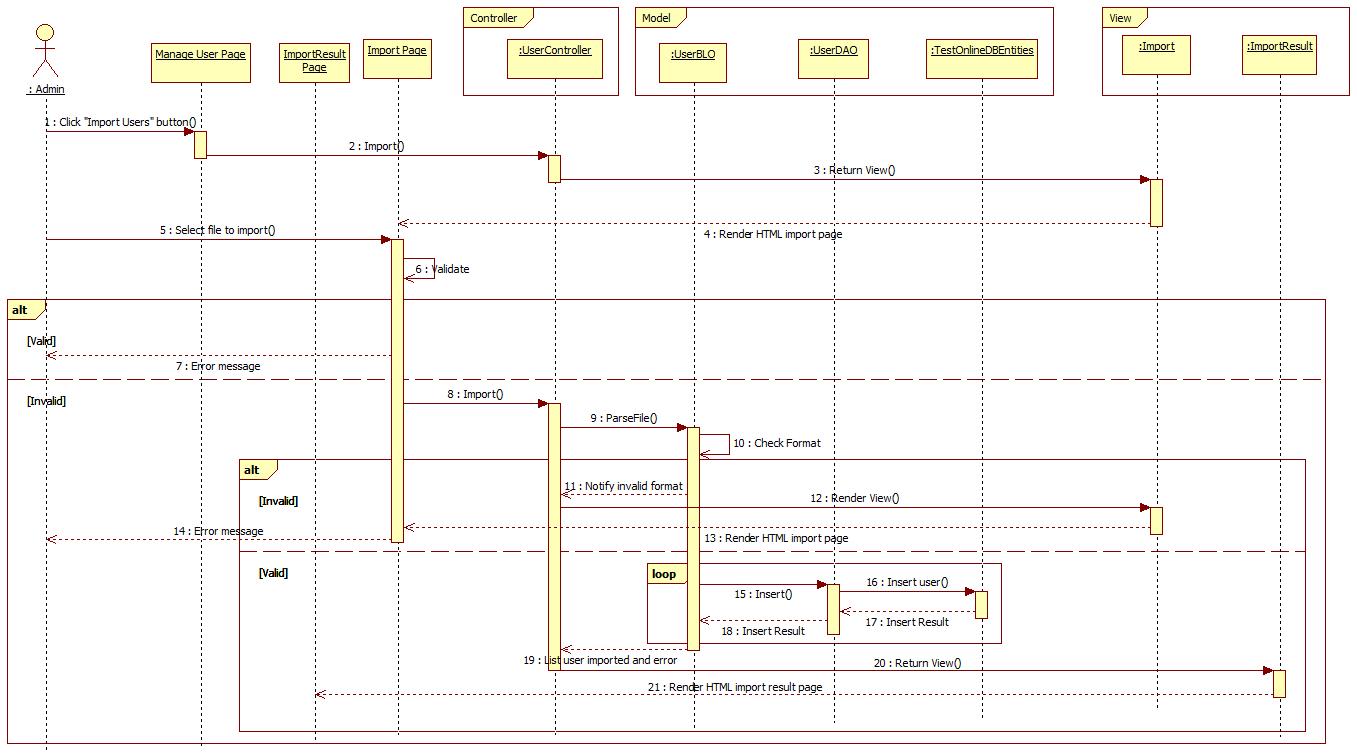 Controller
Model
View
: Admin
Manage User Page
ImportResult
Page
Import Page
:UserController
:UserBLO
:UserDAO
:TestOnlineDBEntities
:Import
:ImportResult
1 : Click "Import Users" button()
2 : Import()
3 : Return View()
4 : Render HTML import page
5 : Select file to import()
6 : Validate
alt
[Valid]
7 : Error message
[Invalid]
8 : Import()
9 : ParseFile()
10 : Check Format
alt
[Invalid]
11 : Notify invalid format
12 : Render View()
13 : Render HTML import page
14 : Error message
[Valid]
loop
15 : Insert()
16 : Insert user()
17 : Insert Result
18 : Insert Result
19 : List user imported and error
20 : Return View()
21 : Render HTML import result page